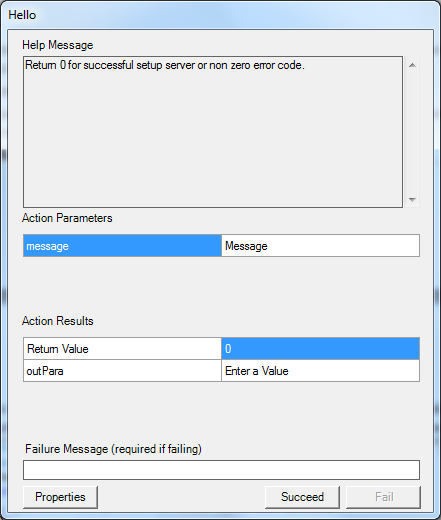 Hello
Help Message
Return 0 for successful setup server or non zero error code.
Action Parameters
message Message
Action Results
Return Value 0
outPara Enter a Value
Failure Message (required if failing)
Properties Succeed Fail